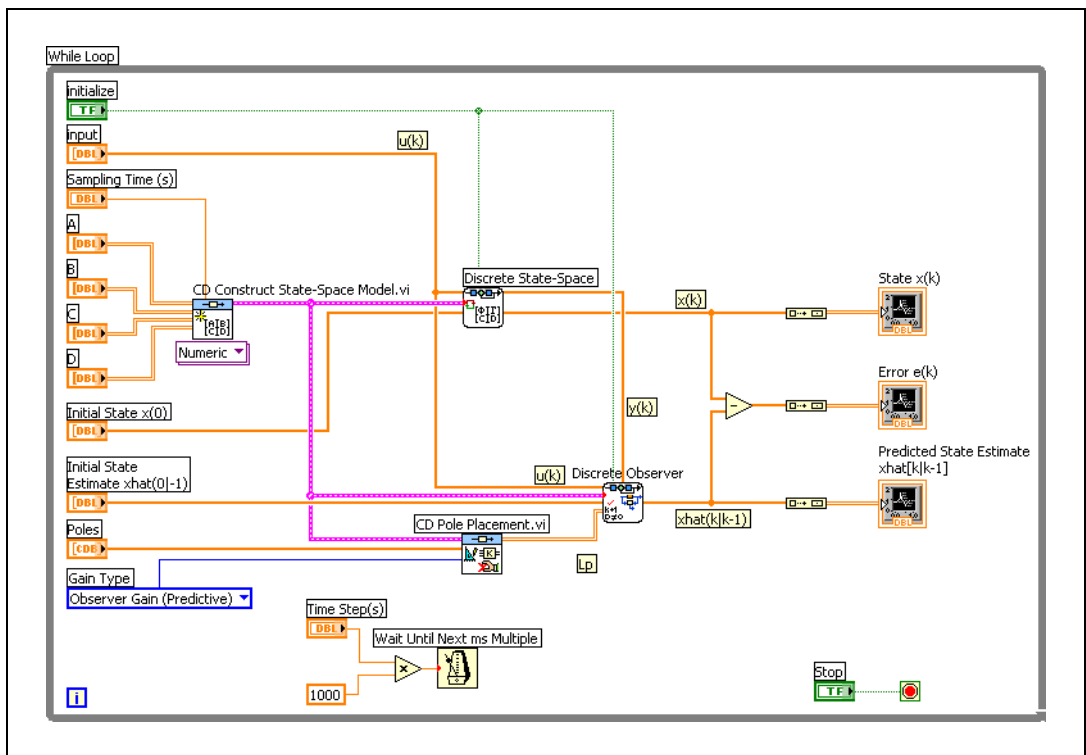 While Loop
initialize
TF
input
[DBL]
u(k)
Sampling Time (s)
DBL
A
[DBL]
B
[DBL]
CD Construct State-Space Model.vi
Discrete State-Space
C
[DBL]
D
[DBL]
Numeric
x(k)
State x(k)
DBL
Initial State x(0)
[DBL]
y(k)
Error e(k)
DBL
Initial State
Estimate xhat(0|-1)
[DBL]
u(k)
Discrete Observer
Predicted State Estimate
xhat[k|k-1]
DBL
xhat(k|k-1)
Poles
[CDB]
CD Pole Placement.vi
K
Lp
Gain Type
Observer Gain (Predictive)
Time Step(s)
DBL
Wait Until Next ms Multiple
1000
i
Stop
TF